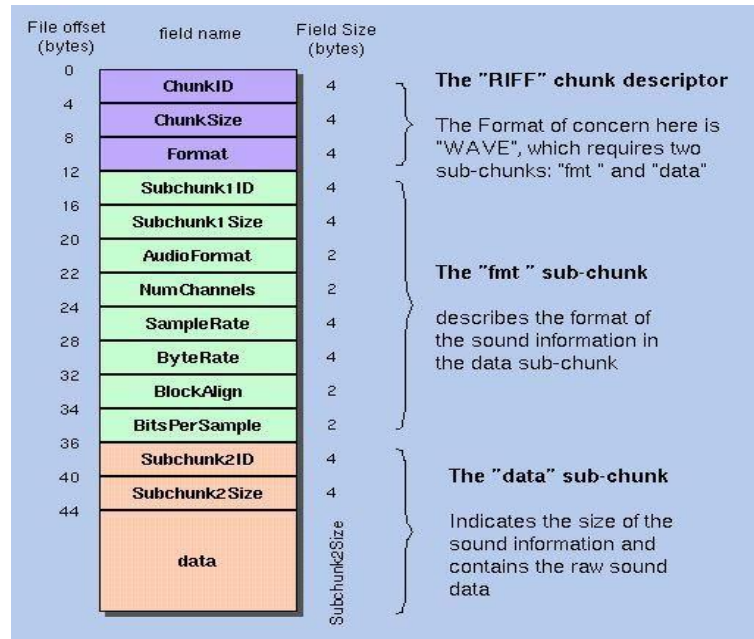 File offset
(bytes)
field name
Field Size
(bytes)
0
ChunkID
4
4
ChunkSize
4
8
Format
4
12
Subchunk1ID
4
16
Subchunk1Size
4
20
AudioFormat
2
22
NumChannels
2
24
SampleRate
4
28
ByteRate
4
32
BlockAlign
2
34
BitsPerSample
2
36
Subchunk2ID
4
40
Subchunk2Size
4
44
data
Subchunk2Size
The "RIFF" chunk descriptor
The Format of concern here is
"WAVE", which requires two
sub-chunks: "fmt " and "data"
The "fmt " sub-chunk
describes the format of
the sound information in
the data sub-chunk
The "data" sub-chunk
Indicates the size of the
sound information and
contains the raw sound
data